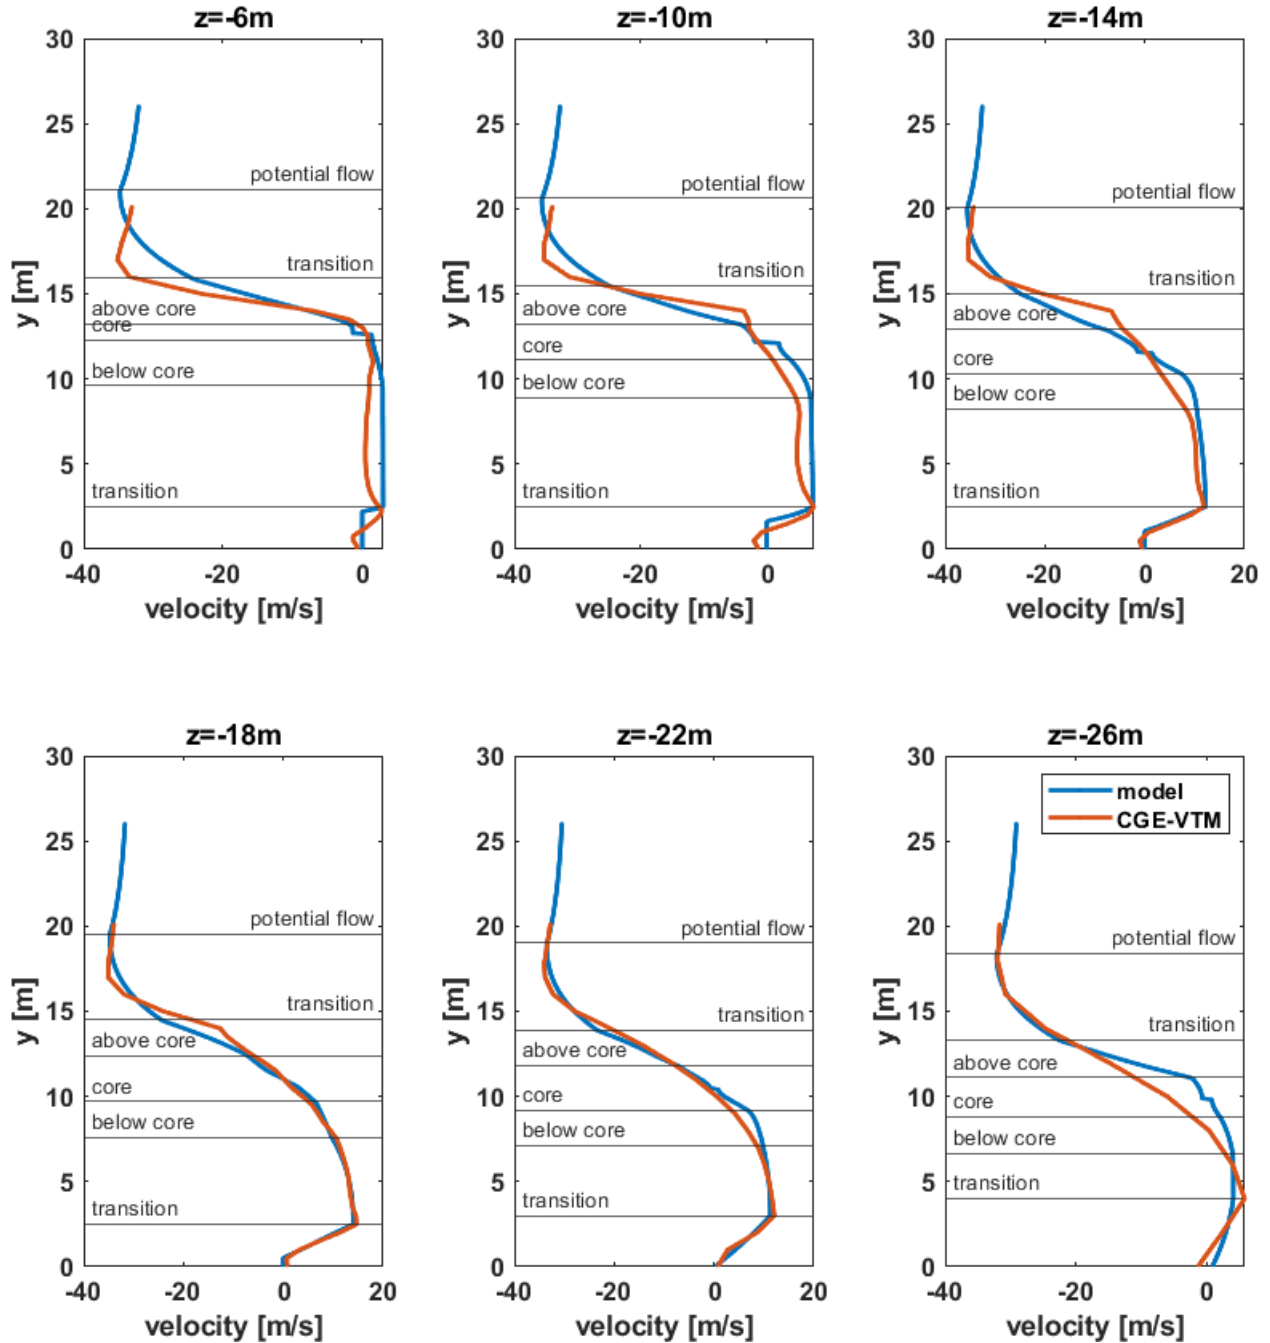 z=-6m
30
25
20
15
10
5
0
y [m]
potential flow
transition
above core
core
below core
transition
-40
-20
0
velocity [m/s]
z=-10m
30
25
20
15
10
5
0
y [m]
potential flow
transition
above core
core
below core
transition
-40
-20
0
velocity [m/s]
z=-14m
30
25
20
15
10
5
0
y [m]
potential flow
transition
above core
core
below core
transition
-40
-20
0
20
velocity [m/s]
z=-18m
30
25
20
15
10
5
0
y [m]
potential flow
transition
above core
core
below core
transition
-40
-20
0
20
velocity [m/s]
z=-22m
30
25
20
15
10
5
0
y [m]
potential flow
transition
above core
core
below core
transition
-40
-20
0
20
velocity [m/s]
z=-26m
30
25
20
15
10
5
0
y [m]
model
CGE-VTM
potential flow
transition
above core
core
below core
transition
-40
-20
0
velocity [m/s]